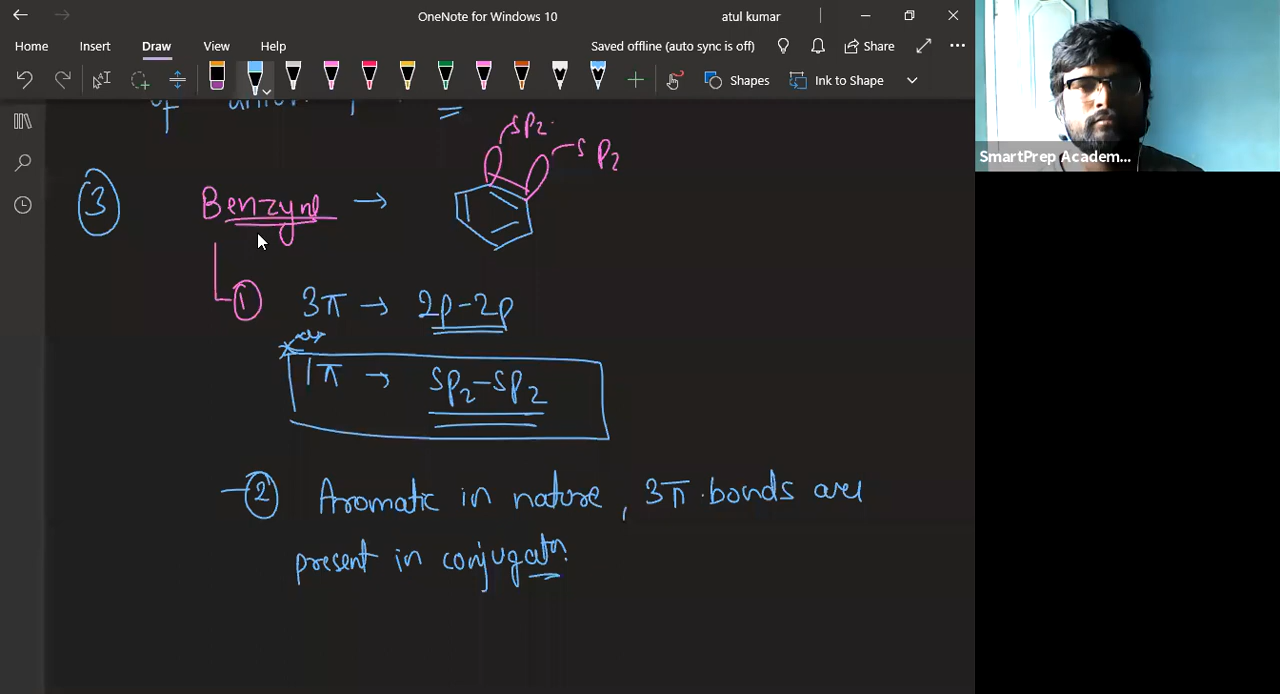 OneNote for Windows 10
atul kumar
Home Insert Draw View Help
Saved offline (auto sync is off)
Share
Shapes
Ink to Shape
SmartPrep Academ...
of
sp2.
sp2
③ Benzyne →
① 3π → 2p-2p
1π → sp2-sp2
② Aromatic in nature, 3π bonds are
present in conjugatn.